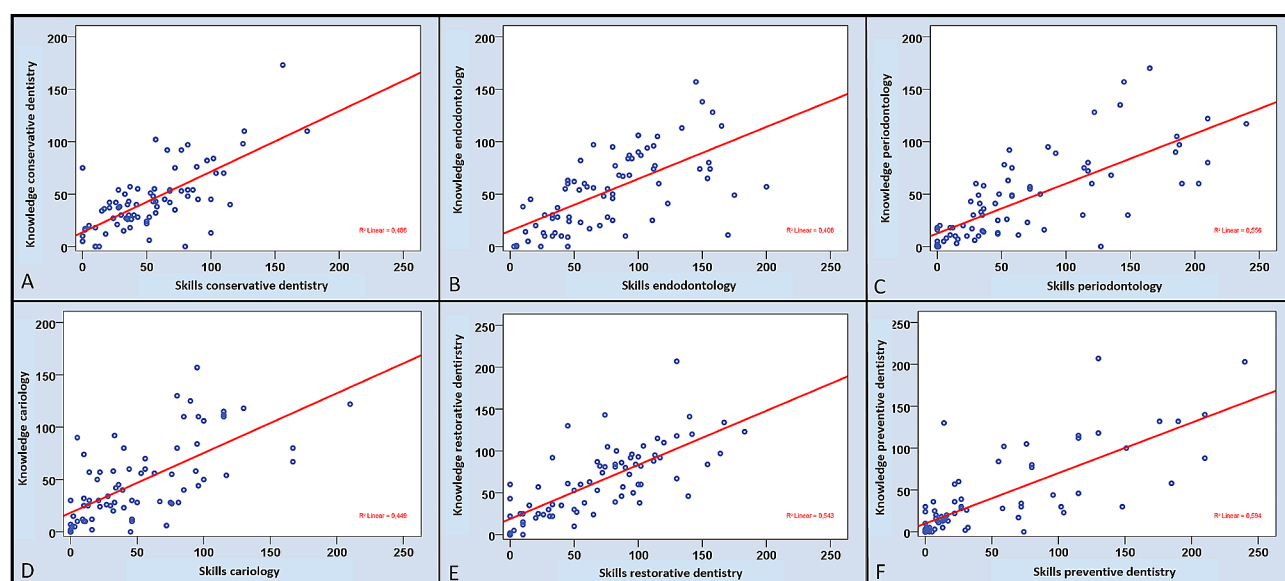 Knowledge conservative dentistry
200
150
100
50
0
0 50 100 150 200 250
R² Linear =
A
Skills conservative dentistry
Knowledge endodontology
200
150
100
50
0
0 50 100 150 200 250
R² Linear =
B
Skills endodontology
Knowledge periodontology
200
150
100
50
0
0 50 100 150 200 250
R² Linear = 0,556
C
Skills periodontology
Knowledge cariology
200
150
100
50
0
0 50 100 150 200 250
R² Linear = 0,449
D
Skills cariology
Knowledge restorative dentirstry
250
200
150
100
50
0
0 50 100 150 200 250
R² Linear = 0,543
E
Skills restorative dentistry
Knowledge preventive dentistry
250
200
150
100
50
0
0 50 100 150 200 250
R² Linear = 0,594
F
Skills preventive dentistry